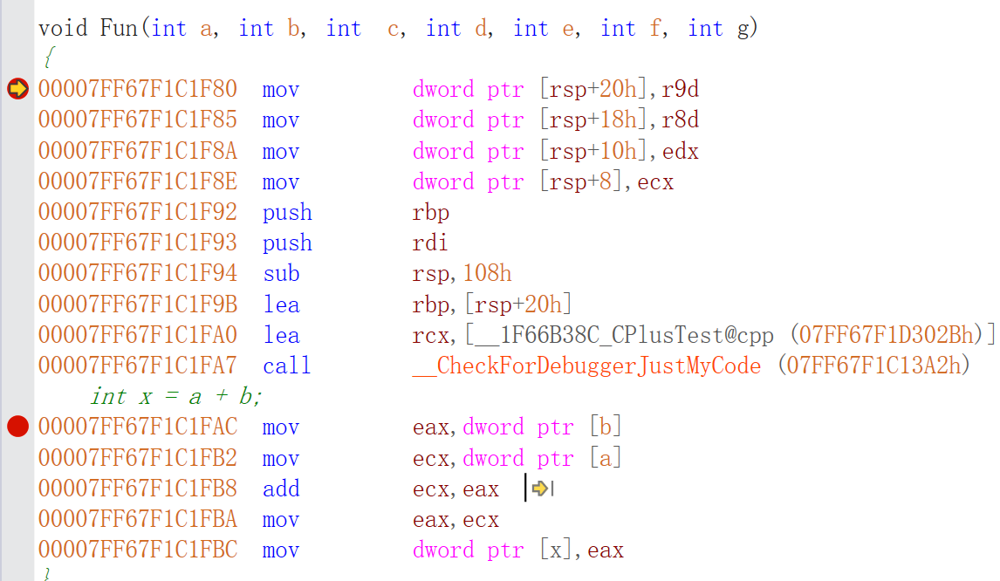 void Fun(int a, int b, int  c, int d, int e, int f, int g)
{
00007FF67F1C1F80  mov         dword ptr [rsp+20h],r9d
00007FF67F1C1F85  mov         dword ptr [rsp+18h],r8d
00007FF67F1C1F8A  mov         dword ptr [rsp+10h],edx
00007FF67F1C1F8E  mov         dword ptr [rsp+8],ecx
00007FF67F1C1F92  push        rbp
00007FF67F1C1F93  push        rdi
00007FF67F1C1F94  sub         rsp,108h
00007FF67F1C1F9B  lea         rbp,[rsp+20h]
00007FF67F1C1FA0  lea         rcx,[__1F66B38C_CPlusTest@cpp (07FF67F1D302Bh)]
00007FF67F1C1FA7  call        __CheckForDebuggerJustMyCode (07FF67F1C13A2h)
    int x = a + b;
00007FF67F1C1FAC  mov         eax,dword ptr [b]
00007FF67F1C1FB2  mov         ecx,dword ptr [a]
00007FF67F1C1FB8  add         ecx,eax
00007FF67F1C1FBA  mov         eax,ecx
00007FF67F1C1FBC  mov         dword ptr [x],eax
}